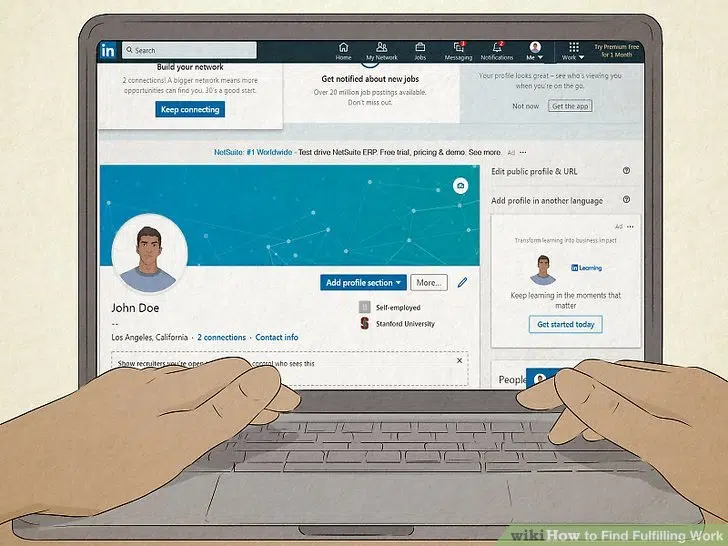 in
Search
Home
My Network
Jobs
Messaging
Notifications
Me
Work
Try Premium Free
for 1 Month
Build your network
2 connections! A bigger network means more
opportunities can find you. 30's a good start.
Keep connecting
Get notified about new jobs
Over 20 million job postings available.
Don't miss out.
Your profile looks great – see who's viewing you
when you're on the go.
Not now
Get the app
NetSuite: #1 Worldwide - Test drive NetSuite ERP. Free trial, pricing & demo. See more. Ad ...
Edit public profile & URL
Add profile in another language
Ad ...
Transform learning into business impact
in Learning
Keep learning in the moments that
matter
Get started today
Add profile section
More...
John Doe
--
Self-employed
Stanford University
Los Angeles, California · 2 connections · Contact info
Show recruiters you're open control who sees this
People
wikiHow to Find Fulfilling Work